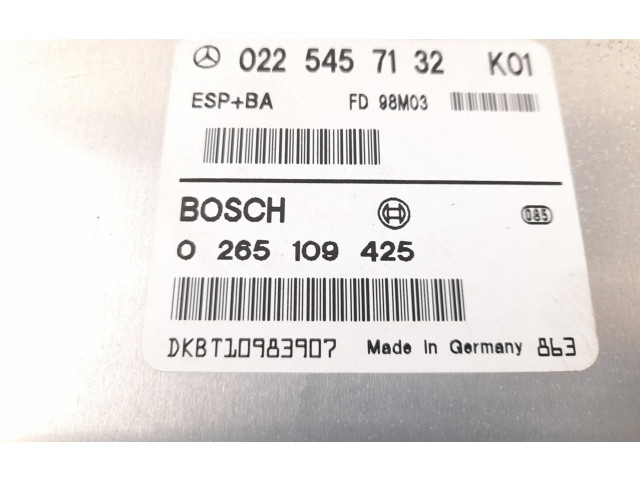 022 545 71 32 K01
ESP+BA FD 98M03
BOSCH 085
0 265 109 425
DKBT10983907 Made in Germany 863